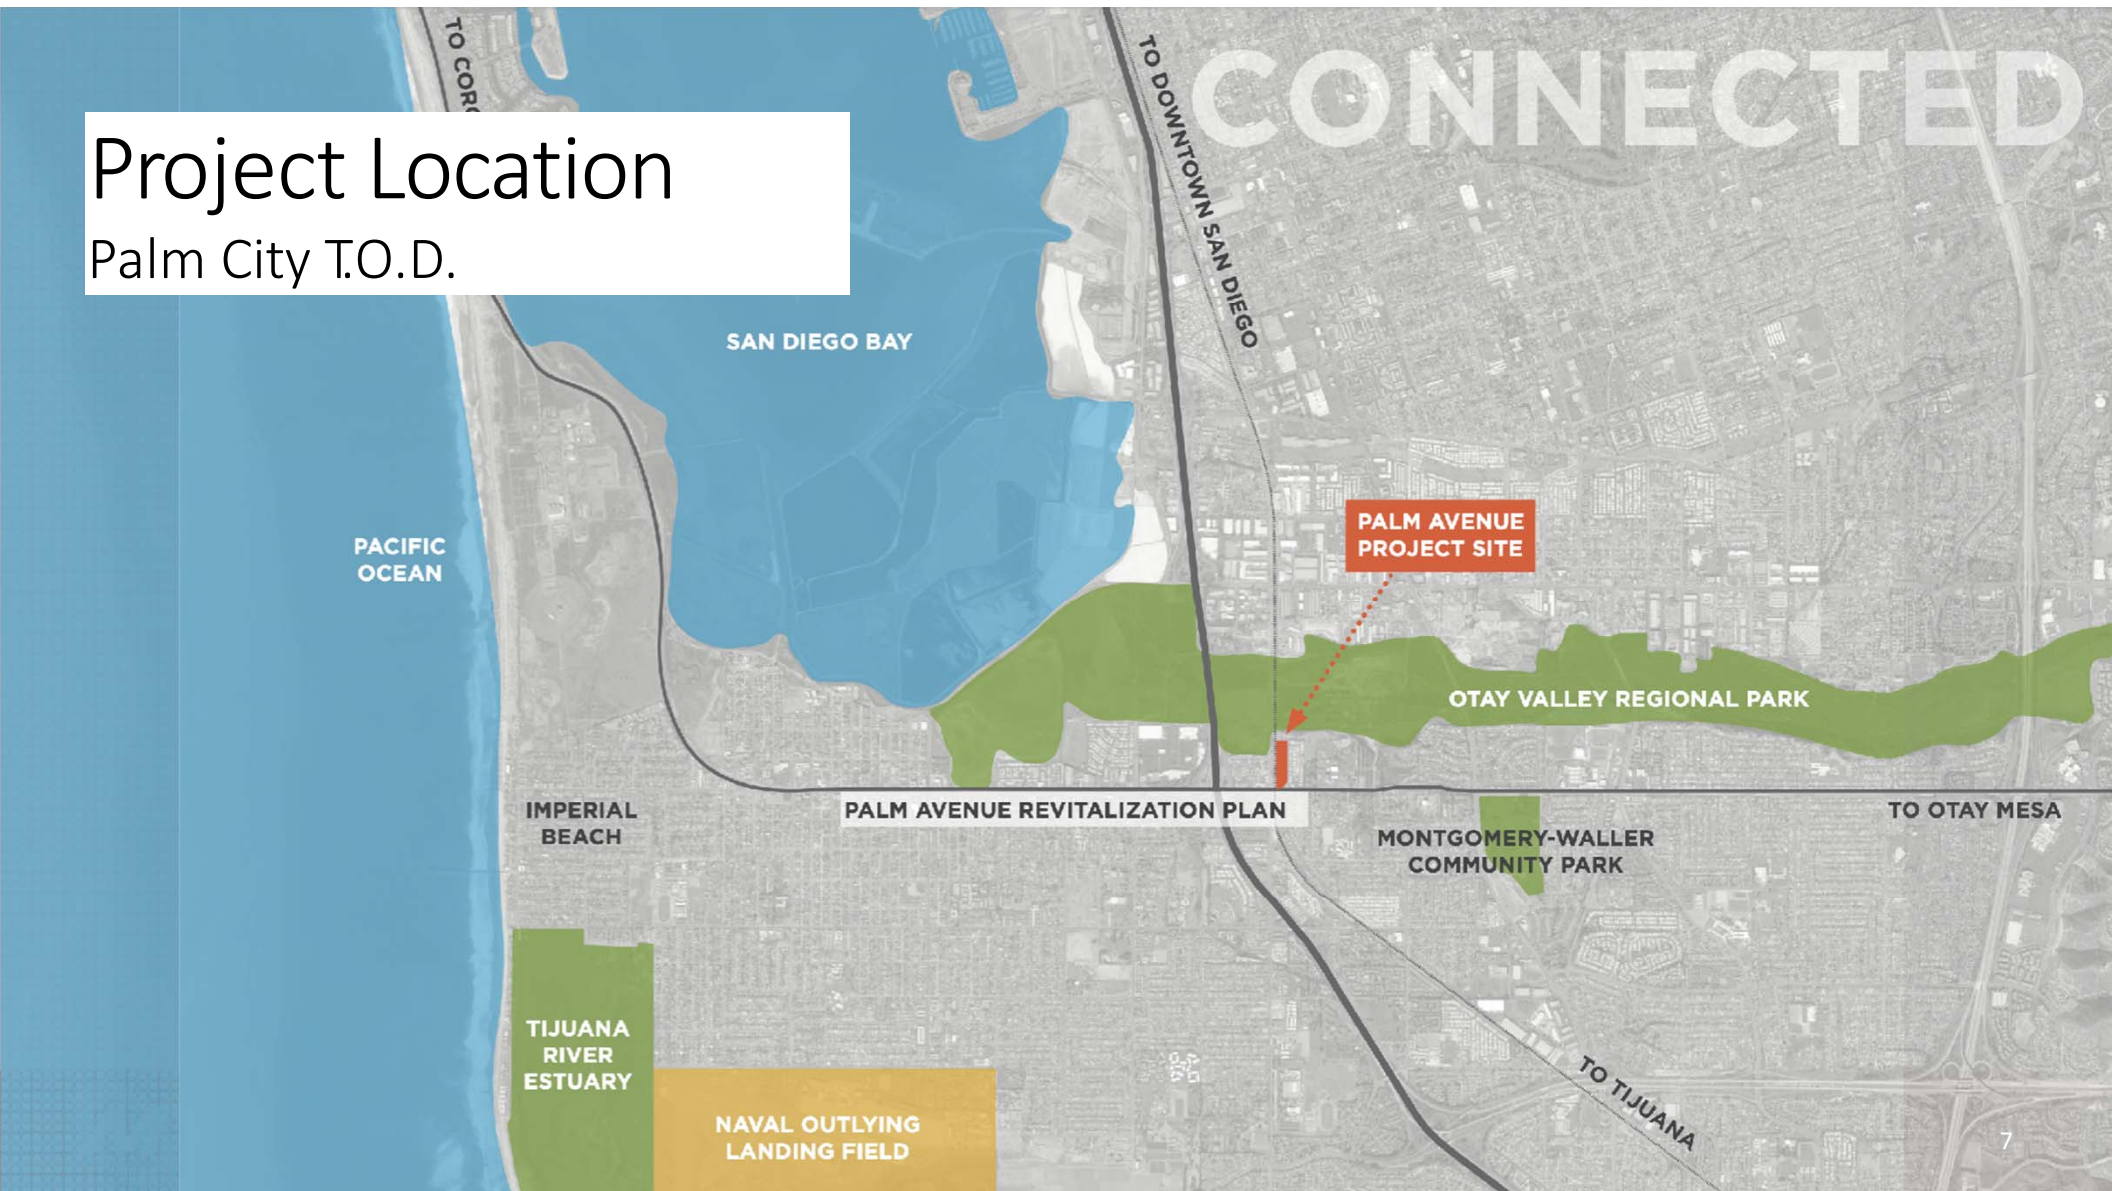 CONNECTED
TO CORO
TO DOWNTOWN SAN DIEGO
Project Location
Palm City T.O.D.
SAN DIEGO BAY
PACIFIC
OCEAN
PALM AVENUE
PROJECT SITE
OTAY VALLEY REGIONAL PARK
IMPERIAL
BEACH
PALM AVENUE REVITALIZATION PLAN
TO OTAY MESA
MONTGOMERY-WALLER
COMMUNITY PARK
TIJUANA
RIVER
ESTUARY
NAVAL OUTLYING
LANDING FIELD
TO TIJUANA
7